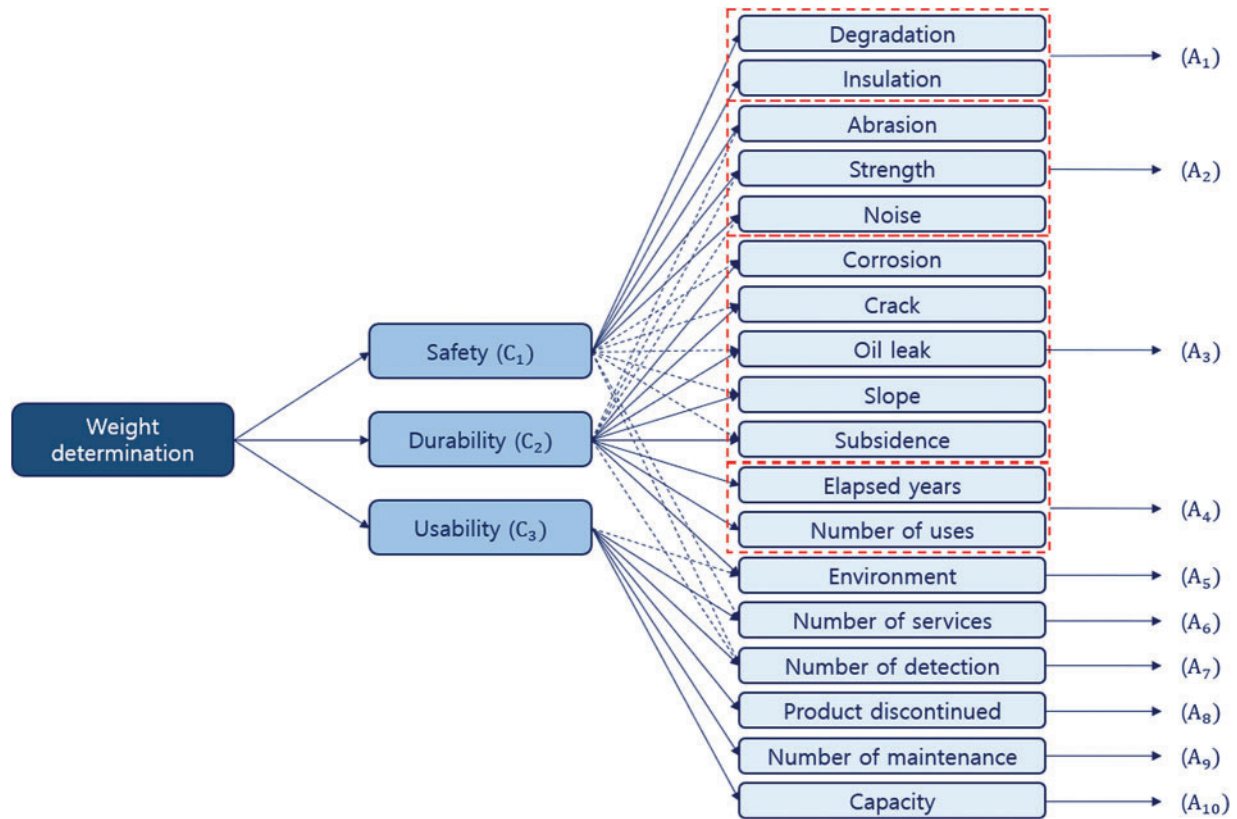 Weight
determination
Safety (C₁)
Durability (C₂)
Usability (C₃)
Degradation
Insulation
Abrasion
Strength
Noise
Corrosion
Crack
Oil leak
Slope
Subsidence
Elapsed years
Number of uses
Environment
Number of services
Number of detection
Product discontinued
Number of maintenance
Capacity
(A₁)
(A₂)
(A₃)
(A₄)
(A₅)
(A₆)
(A₇)
(A₈)
(A₉)
(A₁₀)